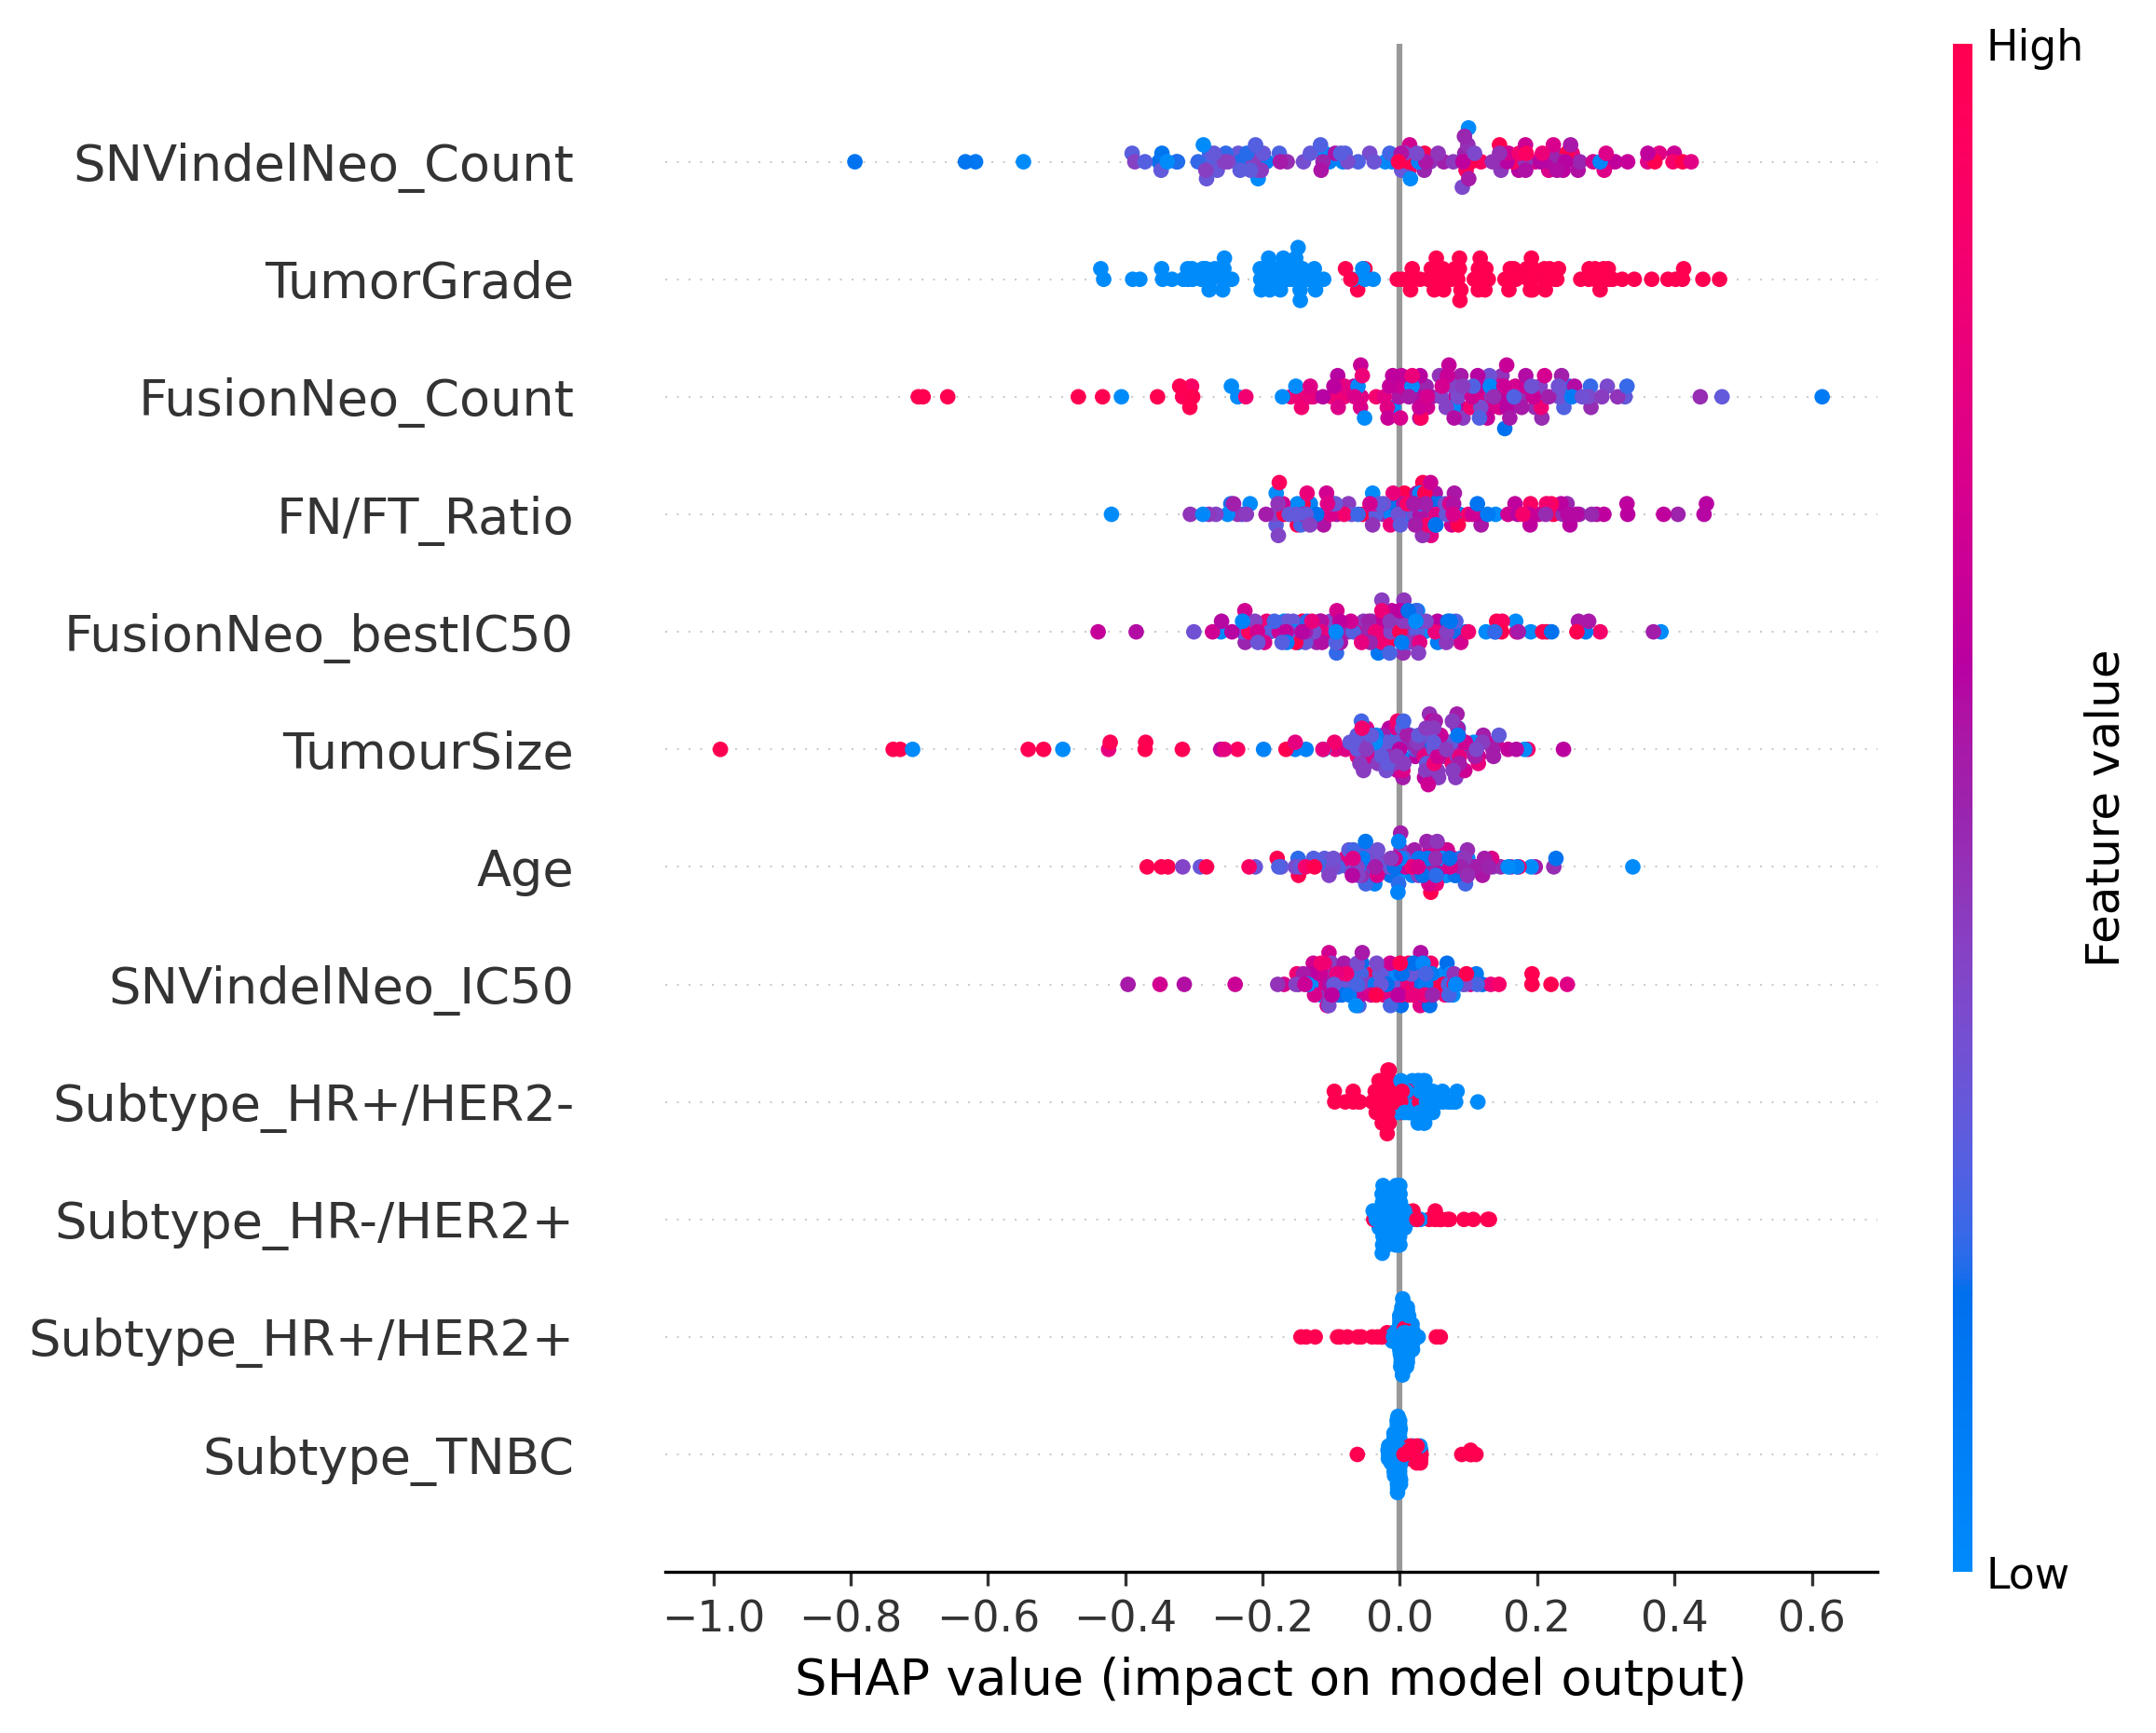 High
SNVindelNeo_Count
TumorGrade
FusionNeo_Count
FN/FT_Ratio
FusionNeo_bestIC50
TumourSize
Age
SNVindelNeo_IC50
Subtype_HR+/HER2-
Subtype_HR-/HER2+
Subtype_HR+/HER2+
Subtype_TNBC
Feature value
Low
−1.0 −0.8 −0.6 −0.4 −0.2 0.0 0.2 0.4 0.6
SHAP value (impact on model output)